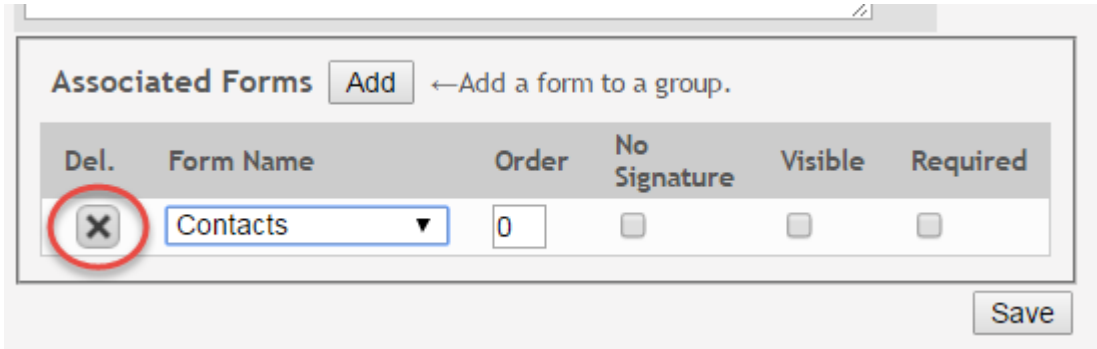 Associated Forms Add ←Add a form to a group.
Del. Form Name Order No Signature Visible Required
Contacts 0
Save